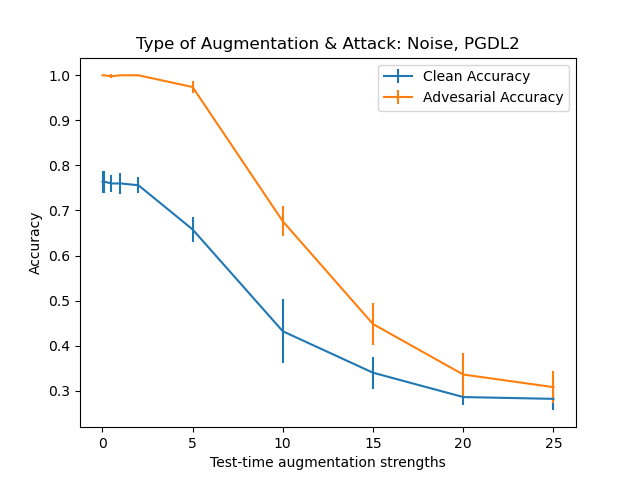 Type of Augmentation & Attack: Noise, PGDL2
Clean Accuracy
Advesarial Accuracy
1.0
0.9
0.8
0.7
0.6
0.5
0.4
0.3
Accuracy
0 5 10 15 20 25
Test-time augmentation strengths